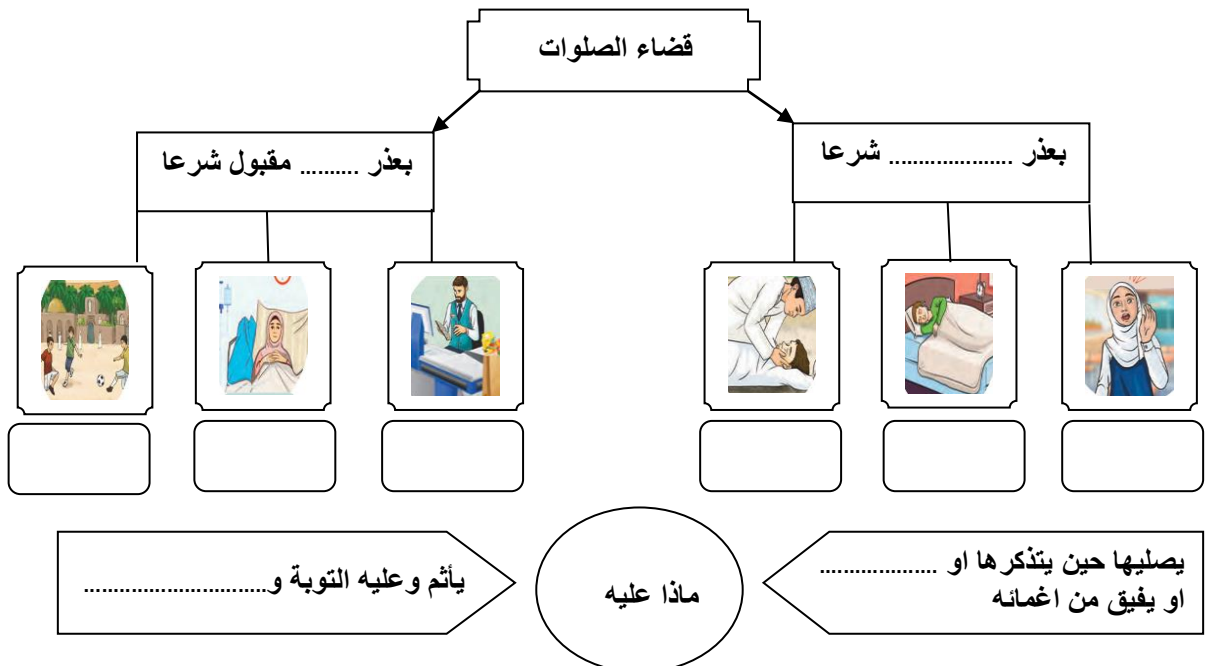 قضاء الصلوات
بعذر .................... شرعا
بعذر .......... مقبول شرعا
يصليها حين يتذكرها او ...................
او يفيق من اغمائه
ماذا عليه
يأثم وعليه التوبة و..............................